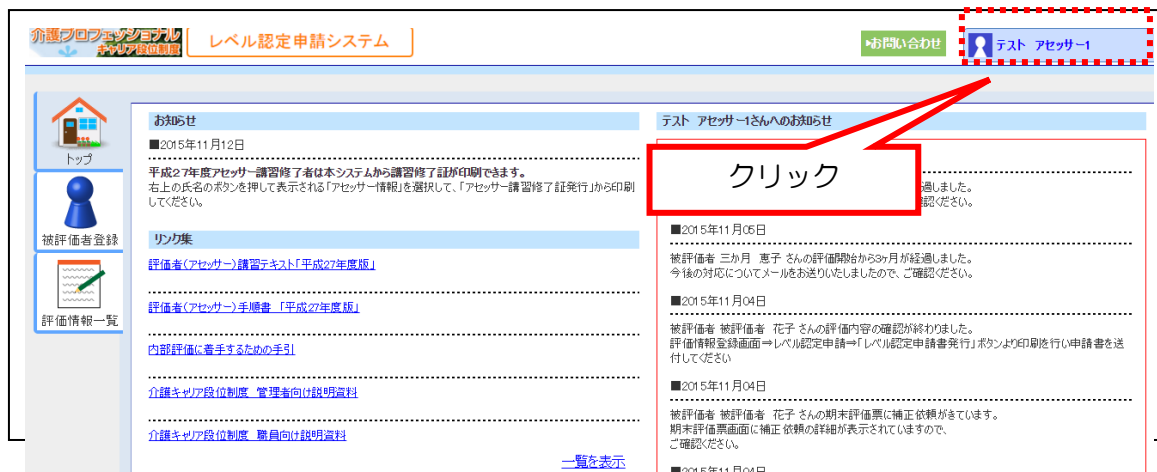 介護プロフェッショナル
キャリア段位制度
レベル認定申請システム
お問い合わせ
テスト アセッサー1
トップ
被評価者登録
評価情報一覧
お知らせ
■2015年11月12日
平成27年度アセッサー講習修了者は本システムから講習修了証が印刷できます。
右上の氏名のボタンを押して表示される「アセッサー情報」を選択して、「アセッサー講習修了証発行」から印刷
してください。
リンク集
評価者(アセッサー)講習テキスト「平成27年度版」
評価者(アセッサー)手順書 「平成27年度版」
内部評価に着手するための手引
介護キャリア段位制度 管理者向け説明資料
介護キャリア段位制度 職員向け説明資料
一覧を表示
テスト アセッサー1さんへのお知らせ
クリック
過しました。
確認ください。
■2015年11月05日
被評価者 三か月 恵子 さんの評価開始から3ヶ月が経過しました。
今後の対応についてメールをお送りいたしましたので、ご確認ください。
■2015年11月04日
被評価者 被評価者 花子 さんの評価内容の確認が終わりました。
評価情報登録画面⇒レベル認定申請⇒「レベル認定申請書発行」ボタンより印刷を行い申請書を送
付してください
■2015年11月04日
被評価者 被評価者 花子 さんの期末評価票に補正依頼がきています。
期末評価票画面に補正依頼の詳細が表示されていますので、
ご確認ください。
■2015年11月04日